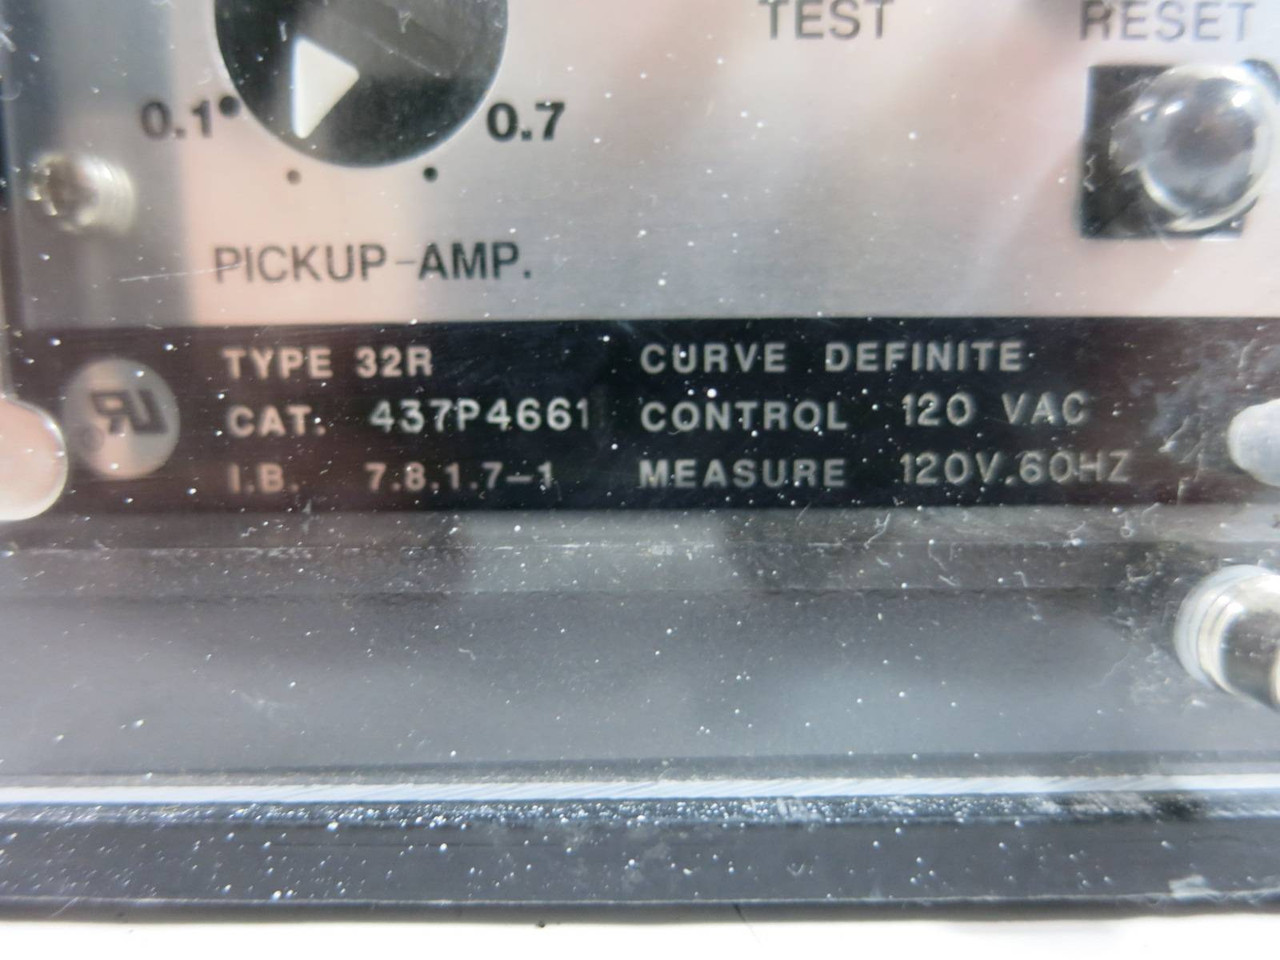 TEST
RESET
0.1
0.7
PICKUP-AMP.
TYPE 32R
CURVE DEFINITE
CAT. 437P4661
CONTROL 120 VAC
I.B. 7.8.1.7-1
MEASURE 120V.60HZ